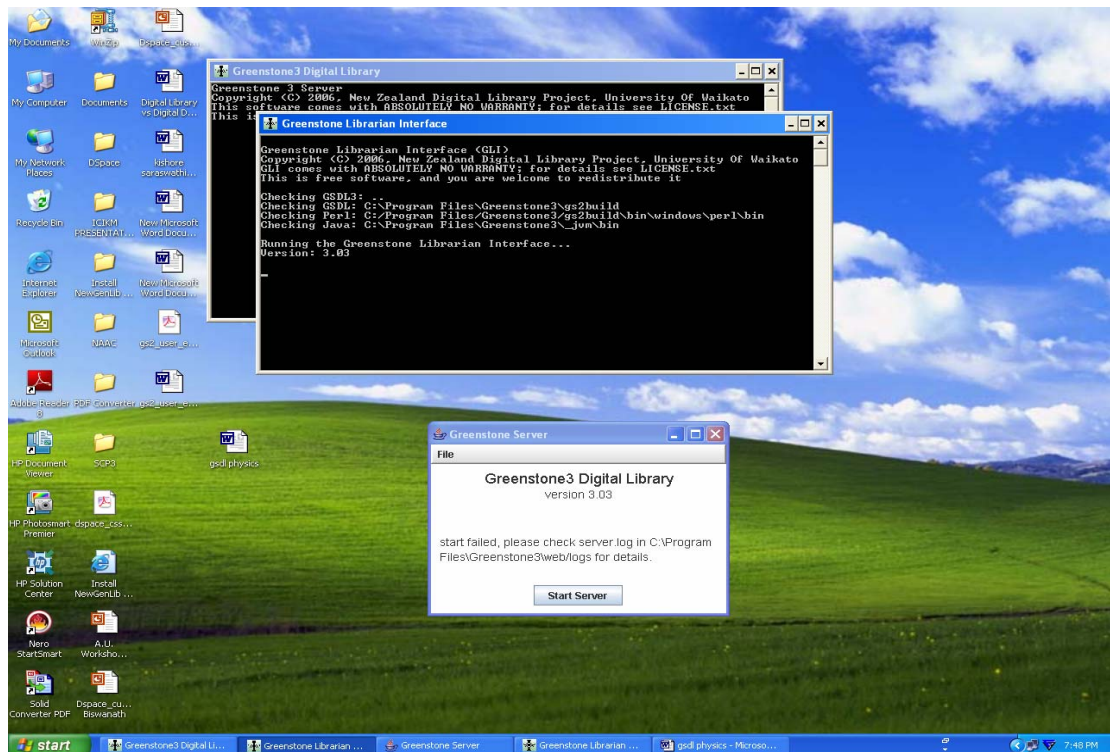 My Documents
WinZip
Dspace_cus...
My Computer
Documents
Digital Library
vs Digital D...
My Network
Places
DSpace
kishore
saraswathi...
Recycle Bin
ICIKM
PRESENTAT...
New Microsoft
Word Docu...
Internet
Explorer
Install
NewGenLib ...
New Microsoft
Word Docu...
Microsoft
Outlook
NAAC
gs2_user_e...
Adobe Reader
8
PDF Converter
gs2_user_e...
HP Document
Viewer
SCP3
gsdl physics
HP Photosmart
Premier
dspace_css...
HP Solution
Center
Install
NewGenLib ...
Nero
StartSmart
A.U.
Worksho...
Solid
Converter PDF
Dspace_cu...
Biswanath
Greenstone3 Digital Library
Greenstone 3 Server
Copyright (C) 2006, New Zealand Digital Library Project, University Of Waikato
This software comes with ABSOLUTELY NO WARRANTY; for details see LICENSE.txt
This is
Greenstone Librarian Interface
Greenstone Librarian Interface (GLI)
Copyright (C) 2006, New Zealand Digital Library Project, University Of Waikato
GLI comes with ABSOLUTELY NO WARRANTY; for details see LICENSE.txt
This is free software, and you are welcome to redistribute it
Checking GSDL3: ..
Checking GSDL: C:\Program Files\Greenstone3/gs2build
Checking Perl: C:/Program Files/Greenstone3/gs2build\bin\windows\perl\bin
Checking Java: C:\Program Files\Greenstone3\_jvm\bin
Running the Greenstone Librarian Interface...
Version: 3.03
Greenstone Server
File
Greenstone3 Digital Library
version 3.03
start failed, please check server.log in C:\Program
Files\Greenstone3\web/logs for details.
Start Server
start
Greenstone3 Digital Li...
Greenstone Librarian ...
Greenstone Server
Greenstone Librarian ...
gsdl physics - Microso...
7:48 PM